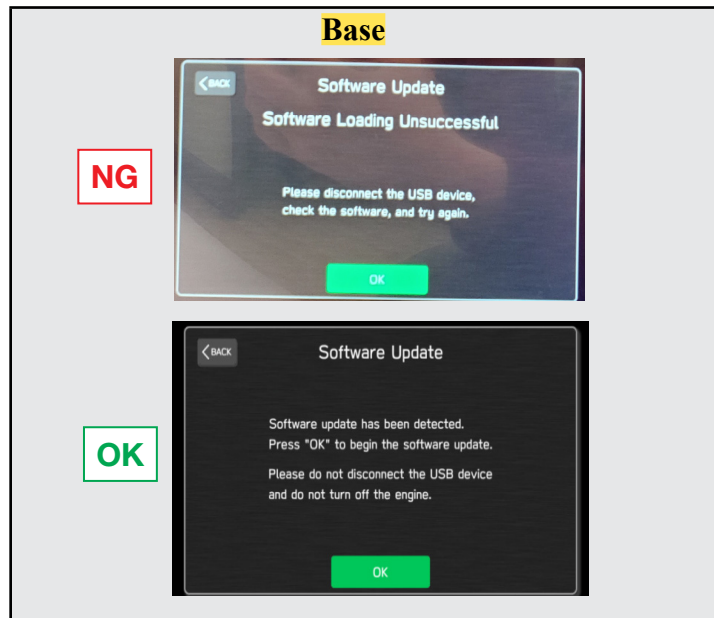 Base
NG
BACK
Software Update
Software Loading Unsuccessful
Please disconnect the USB device,
check the software, and try again.
OK
OK
BACK
Software Update
Software update has been detected.
Press "OK" to begin the software update.
Please do not disconnect the USB device
and do not turn off the engine.
OK